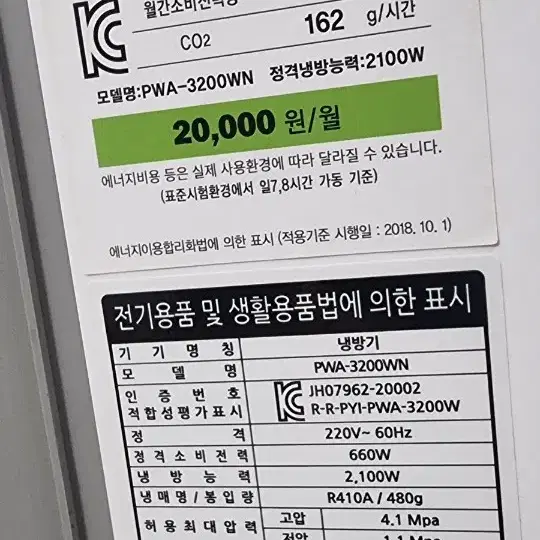 월간소비전력량
CO2 162 g/시간
모델명:PWA-3200WN 정격냉방능력:2100W
20,000 원/월
에너지비용 등은 실제 사용환경에 따라 달라질 수 있습니다.
(표준시험환경에서 일7,8시간 가동 기준)
에너지이용합리화법에 의한 표시 (적용기준 시행일 : 2018. 10. 1)
전기용품 및 생활용품법에 의한 표시
기 기 명 칭 냉방기
모 델 명 PWA-3200WN
인 증 번 호 JH07962-20002
적합성평가표시 R-R-PYI-PWA-3200W
정 격 220V~ 60Hz
정 격 소 비 전 력 660W
냉 방 능 력 2,100W
냉 매 명 / 봉 입 량 R410A / 480g
허 용 최 대 압 력 고압 4.1 Mpa
저압 1.1 Mpa